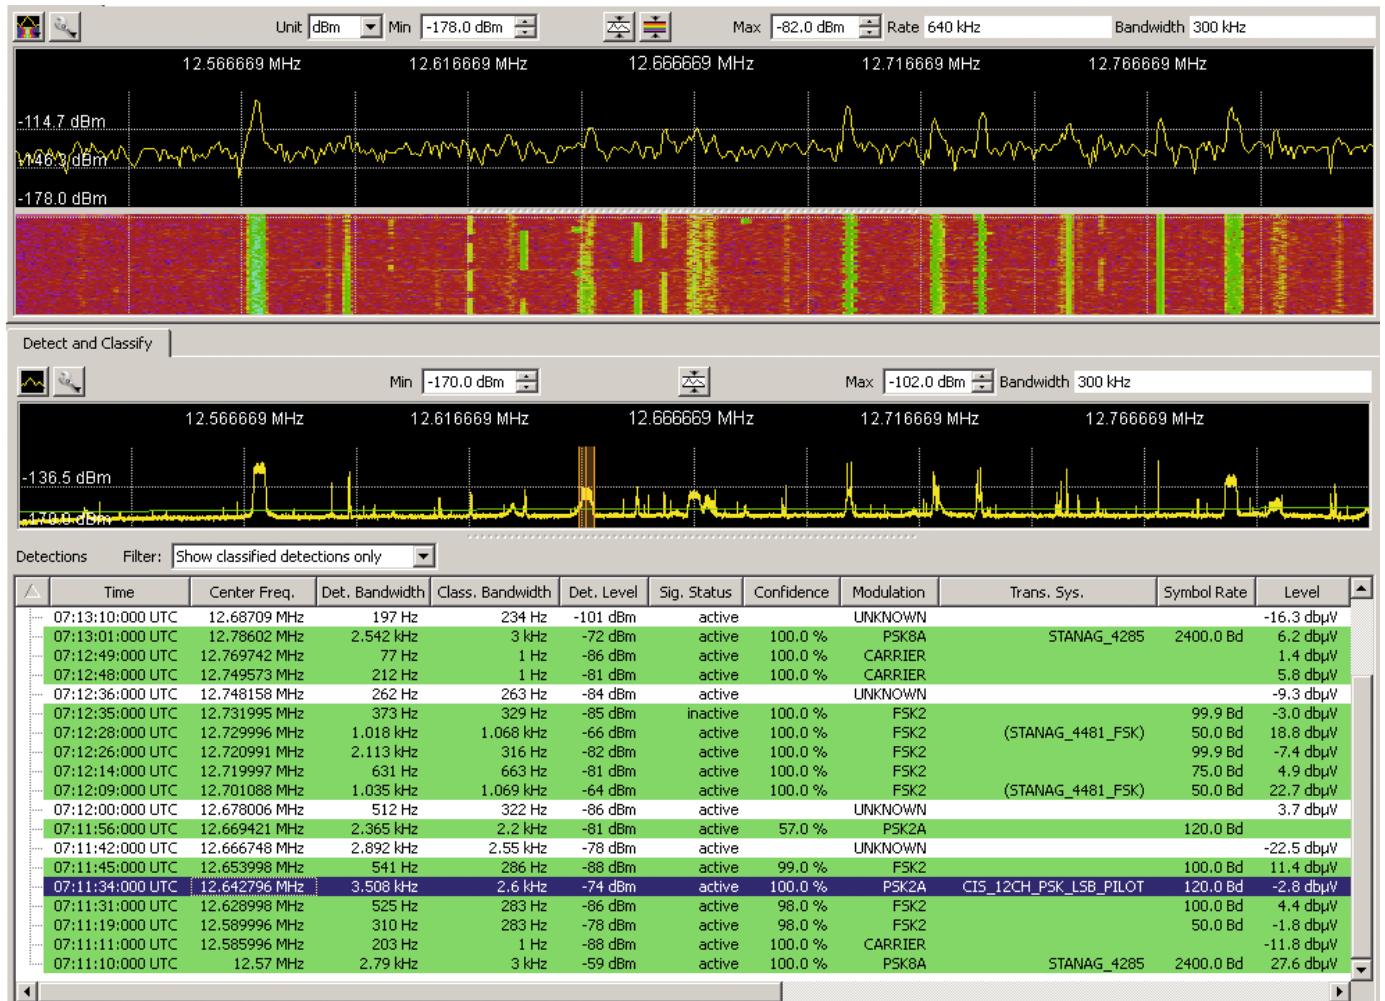 Unit dBm Min -178.0 dBm Max -82.0 dBm Rate 640 kHz Bandwidth 300 kHz
12.566669 MHz 12.616669 MHz 12.666669 MHz 12.716669 MHz 12.766669 MHz
-114.7 dBm
-146.3 dBm
-178.0 dBm
Detect and Classify
Min -170.0 dBm Max -102.0 dBm Bandwidth 300 kHz
12.566669 MHz 12.616669 MHz 12.666669 MHz 12.716669 MHz 12.766669 MHz
-136.5 dBm
-170.0 dBm
Detections Filter: Show classified detections only
Time Center Freq. Det. Bandwidth Class. Bandwidth Det. Level Sig. Status Confidence Modulation Trans. Sys. Symbol Rate Level
07:13:10:000 UTC 12.68709 MHz 197 Hz 234 Hz -101 dBm active UNKNOWN -16.3 dbµV
07:13:01:000 UTC 12.78602 MHz 2.542 kHz 3 kHz -72 dBm active 100.0 % PSK8A STANAG_4285 2400.0 Bd 6.2 dbµV
07:12:49:000 UTC 12.769742 MHz 77 Hz 1 Hz -86 dBm active 100.0 % CARRIER 1.4 dbµV
07:12:48:000 UTC 12.749573 MHz 212 Hz 1 Hz -81 dBm active 100.0 % CARRIER 5.8 dbµV
07:12:36:000 UTC 12.748158 MHz 262 Hz 263 Hz -84 dBm active UNKNOWN -9.3 dbµV
07:12:35:000 UTC 12.731995 MHz 373 Hz 329 Hz -85 dBm inactive 100.0 % FSK2 99.9 Bd -3.0 dbµV
07:12:28:000 UTC 12.729996 MHz 1.018 kHz 1.068 kHz -66 dBm active 100.0 % FSK2 (STANAG_4481_FSK) 50.0 Bd 18.8 dbµV
07:12:26:000 UTC 12.720991 MHz 2.113 kHz 316 Hz -82 dBm active 100.0 % FSK2 99.9 Bd -7.4 dbµV
07:12:14:000 UTC 12.719997 MHz 631 Hz 663 Hz -81 dBm active 100.0 % FSK2 75.0 Bd 4.9 dbµV
07:12:09:000 UTC 12.701088 MHz 1.035 kHz 1.069 kHz -64 dBm active 100.0 % FSK2 (STANAG_4481_FSK) 50.0 Bd 22.7 dbµV
07:12:00:000 UTC 12.678006 MHz 512 Hz 322 Hz -86 dBm active UNKNOWN 3.7 dbµV
07:11:56:000 UTC 12.669421 MHz 2.365 kHz 2.2 kHz -81 dBm active 57.0 % PSK2A 120.0 Bd
07:11:42:000 UTC 12.666748 MHz 2.892 kHz 2.55 kHz -78 dBm active UNKNOWN -22.5 dbµV
07:11:45:000 UTC 12.653998 MHz 541 Hz 286 Hz -88 dBm active 99.0 % FSK2 100.0 Bd 11.4 dbµV
07:11:34:000 UTC 12.642796 MHz 3.508 kHz 2.6 kHz -74 dBm active 100.0 % PSK2A CIS_12CH_PSK_LSB_PILOT 120.0 Bd -2.8 dbµV
07:11:31:000 UTC 12.628998 MHz 525 Hz 283 Hz -86 dBm active 98.0 % FSK2 100.0 Bd 4.4 dbµV
07:11:19:000 UTC 12.589996 MHz 310 Hz 283 Hz -78 dBm active 98.0 % FSK2 50.0 Bd -1.8 dbµV
07:11:11:000 UTC 12.585996 MHz 203 Hz 1 Hz -88 dBm active 100.0 % CARRIER -11.8 dbµV
07:11:10:000 UTC 12.57 MHz 2.79 kHz 3 kHz -59 dBm active 100.0 % PSK8A STANAG_4285 2400.0 Bd 27.6 dbµV